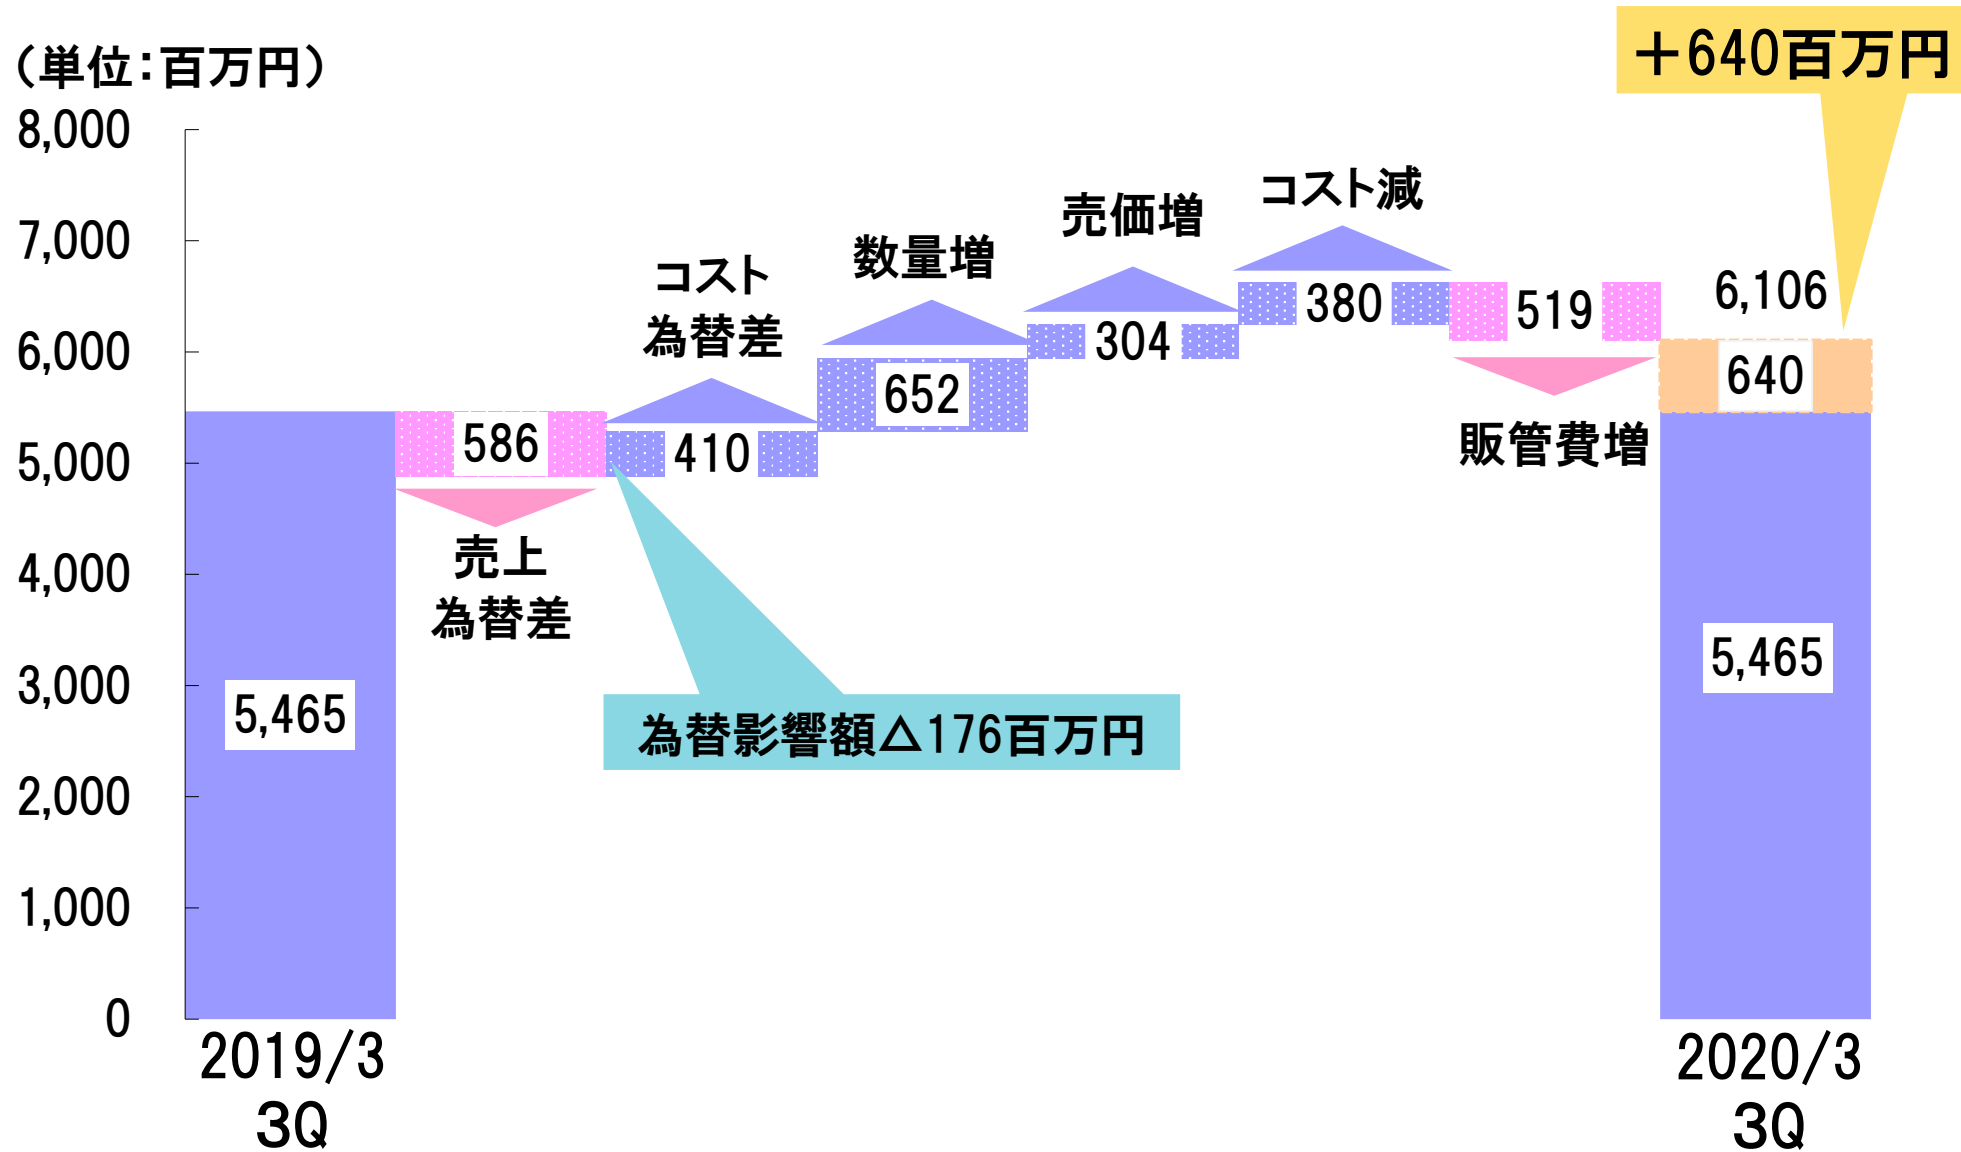 （単位：百万円）
＋640百万円
8,000
7,000
6,000
5,000
4,000
3,000
2,000
1,000
0
5,465
586
売上
為替差
コスト
為替差
410
数量増
652
売価増
304
コスト減
380
519
販管費増
6,106
640
5,465
為替影響額△176百万円
2019/3
3Q
2020/3
3Q